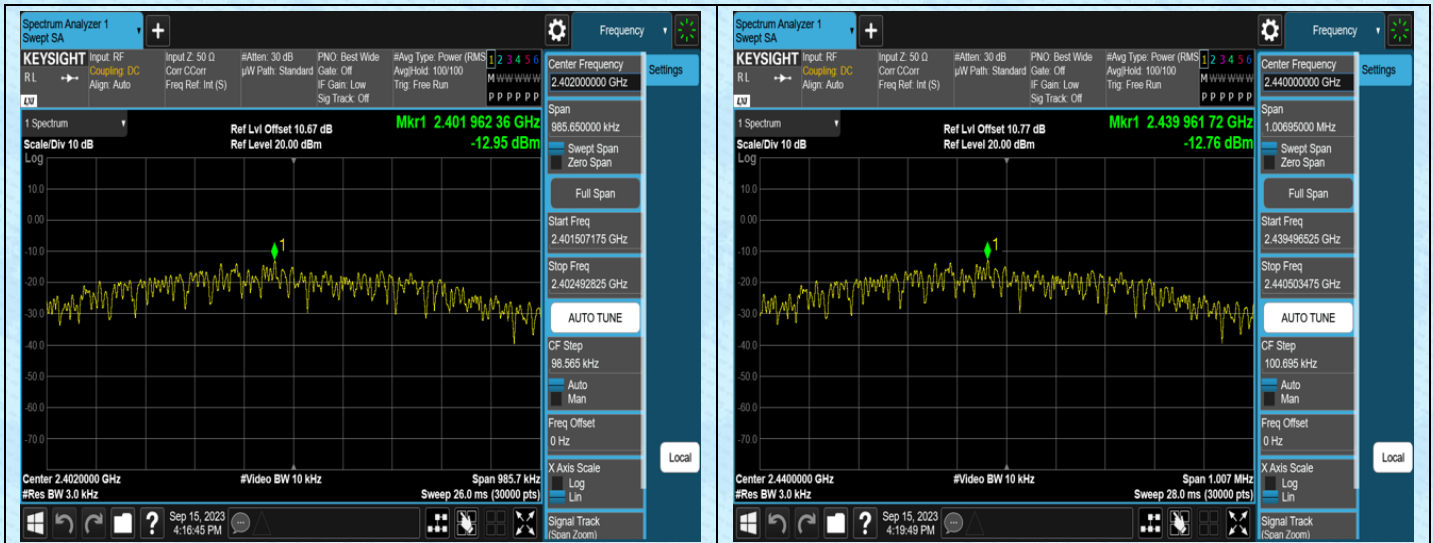 Spectrum Analyzer 1
Swept SA
Frequency
KEYSIGHT
Input: RF
Input Z: 50 Ω
#Atten: 30 dB
PNO: Best Wide
#Avg Type: Power (RMS
1 2 3 4 5 6
R L
Coupling: DC
Corr CCorr
µW Path: Standard
Gate: Off
Avg|Hold: 100/100
M W W W W W
Align: Auto
Freq Ref: Int (S)
IF Gain: Low
Trig: Free Run
Sig Track: Off
P P P P P P
LXI
Center Frequency
2.402000000 GHz
Settings
1 Spectrum
Ref Lvl Offset 10.67 dB
Mkr1 2.401 962 36 GHz
Scale/Div 10 dB
Ref Level 20.00 dBm
-12.95 dBm
Log
10.0
0.00
-10.0
-20.0
-30.0
-40.0
-50.0
-60.0
-70.0
1
Span
985.650000 kHz
Swept Span
Zero Span
Full Span
Start Freq
2.401507175 GHz
Stop Freq
2.402492825 GHz
AUTO TUNE
CF Step
98.565 kHz
Auto
Man
Freq Offset
0 Hz
X Axis Scale
Log
Lin
Signal Track
(Span Zoom)
Local
Center 2.4020000 GHz
#Video BW 10 kHz
Span 985.7 kHz
#Res BW 3.0 kHz
Sweep 26.0 ms (30000 pts)
?
Sep 15, 2023
4:16:45 PM
Spectrum Analyzer 1
Swept SA
Frequency
KEYSIGHT
Input: RF
Input Z: 50 Ω
#Atten: 30 dB
PNO: Best Wide
#Avg Type: Power (RMS
1 2 3 4 5 6
R L
Coupling: DC
Corr CCorr
µW Path: Standard
Gate: Off
Avg|Hold: 100/100
M W W W W W
Align: Auto
Freq Ref: Int (S)
IF Gain: Low
Trig: Free Run
Sig Track: Off
P P P P P P
LXI
Center Frequency
2.440000000 GHz
Settings
1 Spectrum
Ref Lvl Offset 10.77 dB
Mkr1 2.439 961 72 GHz
Scale/Div 10 dB
Ref Level 20.00 dBm
-12.76 dBm
Log
10.0
0.00
-10.0
-20.0
-30.0
-40.0
-50.0
-60.0
-70.0
1
Span
1.00695000 MHz
Swept Span
Zero Span
Full Span
Start Freq
2.439496525 GHz
Stop Freq
2.440503475 GHz
AUTO TUNE
CF Step
100.695 kHz
Auto
Man
Freq Offset
0 Hz
X Axis Scale
Log
Lin
Signal Track
(Span Zoom)
Local
Center 2.4400000 GHz
#Video BW 10 kHz
Span 1.007 MHz
#Res BW 3.0 kHz
Sweep 28.0 ms (30000 pts)
?
Sep 15, 2023
4:19:49 PM